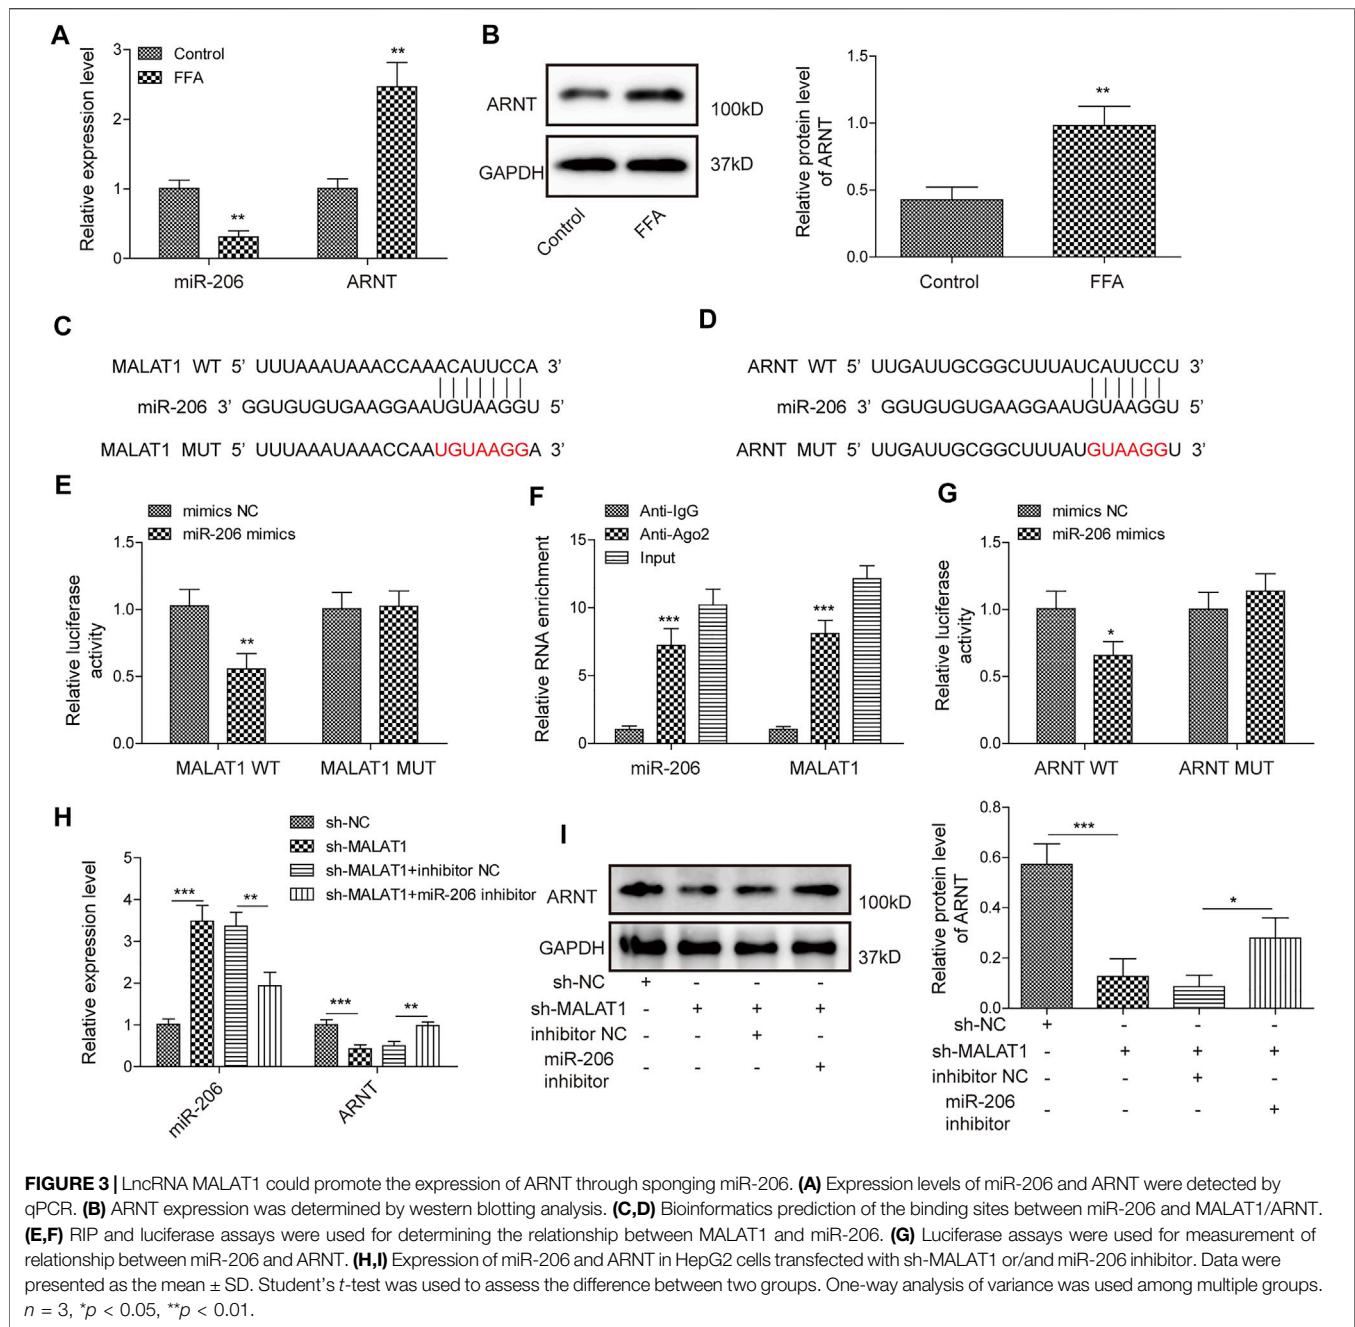 A
Relative expression level
3
2
1
0
Control
FFA
**
**
miR-206
ARNT
B
ARNT
100kD
GAPDH
37kD
Control
FFA
Relative protein level
of ARNT
1.5
1.0
0.5
0.0
**
Control
FFA
C
MALAT1 WT 5’ UUUAAAUAAACCAAACAUUCCA 3’
miR-206 3’ GGUGUGUGAAGGAAUGUAAGGU 5’
MALAT1 MUT 5’ UUUAAAUAAACCAAUGUAAGGA 3’
D
ARNT WT 5’ UUGAUUGCGGCUUUAUCAUUCCU 3’
miR-206 3’ GGUGUGUGAAGGAAUGUAAGGU 5’
ARNT MUT 5’ UUGAUUGCGGCUUUAUGUAAGGU 3’
E
mimics NC
miR-206 mimics
Relative luciferase
activity
1.5
1.0
0.5
0.0
**
MALAT1 WT
MALAT1 MUT
F
Anti-IgG
Anti-Ago2
Input
Relative RNA enrichment
15
10
5
0
***
***
miR-206
MALAT1
G
mimics NC
miR-206 mimics
Relative luciferase
activity
1.5
1.0
0.5
0.0
*
ARNT WT
ARNT MUT
H
sh-NC
sh-MALAT1
sh-MALAT1+inhibitor NC
sh-MALAT1+miR-206 inhibitor
Relative expression level
5
4
3
2
1
0
***
**
***
**
miR-206
ARNT
I
ARNT
100kD
GAPDH
37kD
sh-NC + - - -
sh-MALAT1 - + + +
inhibitor NC - - + -
miR-206
inhibitor - - - +
Relative protein level
of ARNT
0.8
0.6
0.4
0.2
0.0
***
*
sh-NC + - - -
sh-MALAT1 - + + +
inhibitor NC - - + -
miR-206
inhibitor - - - +
FIGURE 3 | LncRNA MALAT1 could promote the expression of ARNT through sponging miR-206. (A) Expression levels of miR-206 and ARNT were detected by
qPCR. (B) ARNT expression was determined by western blotting analysis. (C,D) Bioinformatics prediction of the binding sites between miR-206 and MALAT1/ARNT.
(E,F) RIP and luciferase assays were used for determining the relationship between MALAT1 and miR-206. (G) Luciferase assays were used for measurement of
relationship between miR-206 and ARNT. (H,I) Expression of miR-206 and ARNT in HepG2 cells transfected with sh-MALAT1 or/and miR-206 inhibitor. Data were
presented as the mean ± SD. Student’s t-test was used to assess the difference between two groups. One-way analysis of variance was used among multiple groups.
n = 3, *p < 0.05, **p < 0.01.